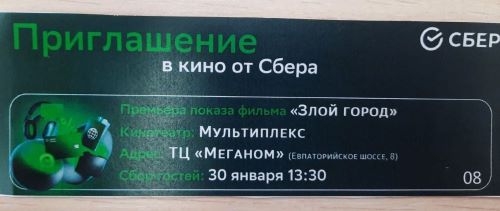 Приглашение
СБЕР
в кино от Сбера
Премьера показа фильма «ЗЛОЙ ГОРОД»
Кинотеатр: МУЛЬТИПЛЕКС
Адрес: ТЦ «МЕГАНОМ» (ЕВПАТОРИЙСКОЕ ШОССЕ, 8)
Сбор гостей: 30 января 13:30
08